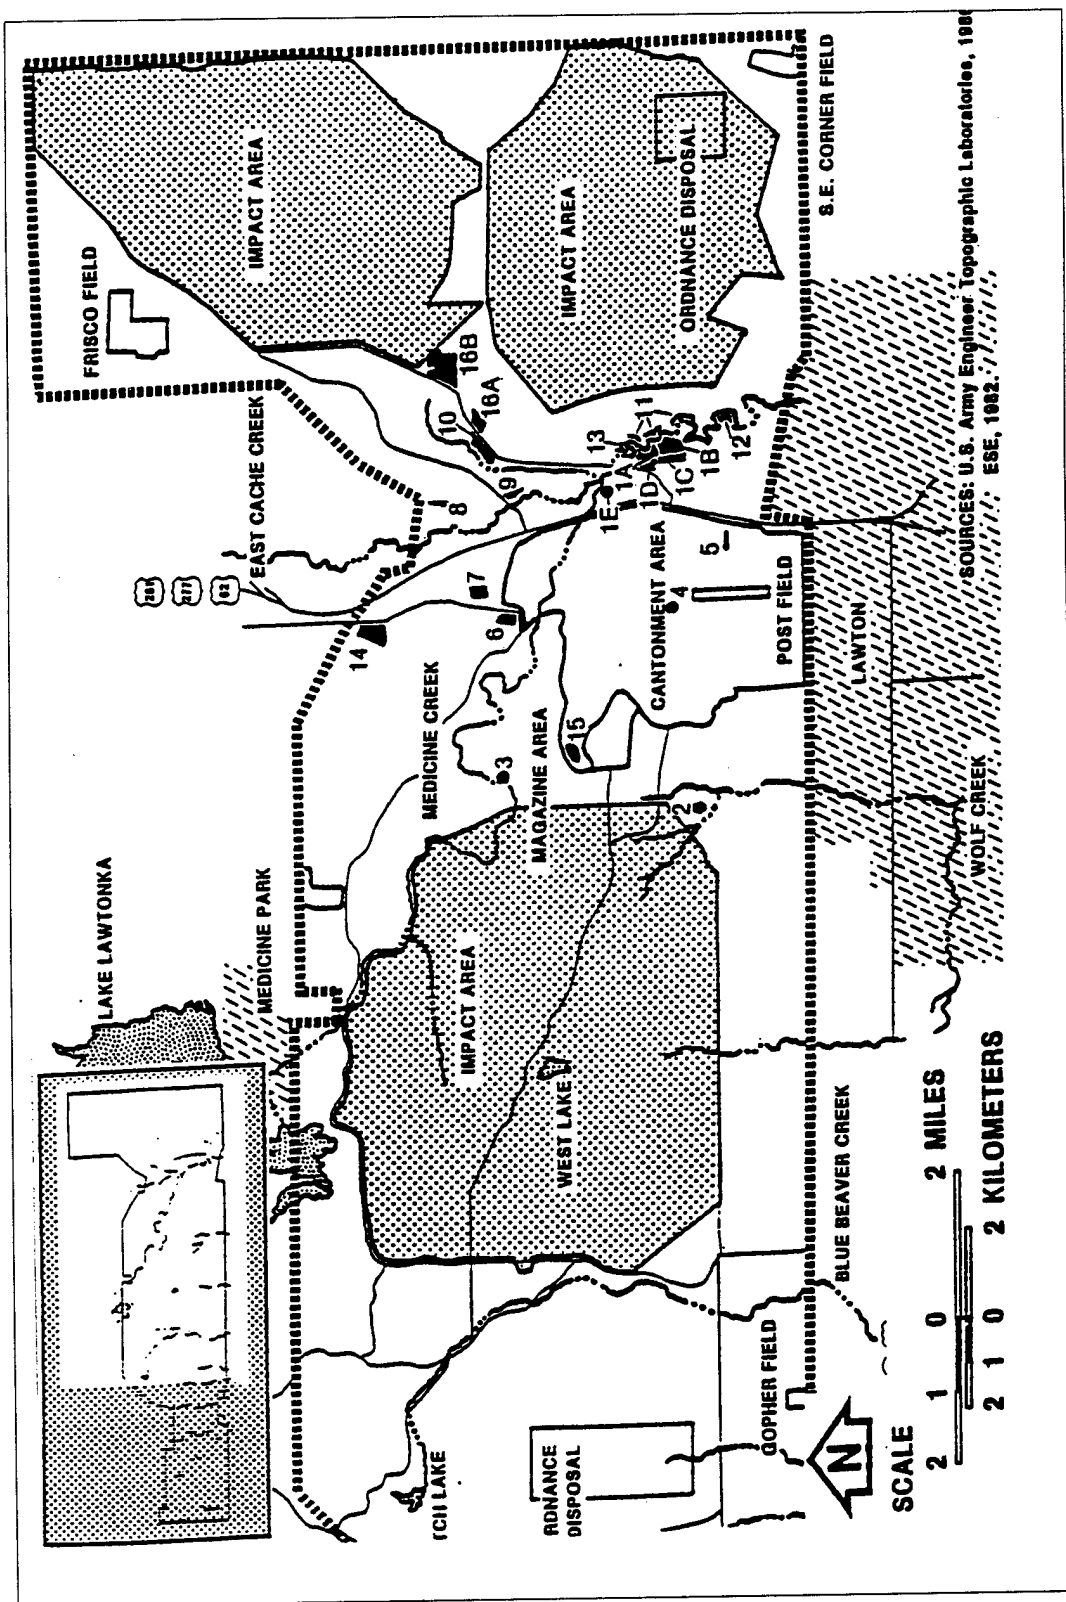 LAKE LAWTONKA
MEDICINE PARK
EAST CACHE CREEK
FRISCO FIELD
281
277
62
IMPACT AREA
14
8
MEDICINE CREEK
7
6
9
10
16A
16B
IMPACT AREA
WEST LAKE
MAGAZINE AREA
3
15
2
CANTONMENT AREA
4
5
POST FIELD
1E
1A
1D
1C
1B
13
11
12
IMPACT AREA
ORDNANCE DISPOSAL
S.E. CORNER FIELD
TCH LAKE
RDNANCE
DISPOSAL
GOPHER FIELD
BLUE BEAVER CREEK
LAWTON
WOLF CREEK
N
SCALE
2 1 0 2 MILES
2 1 0 2 KILOMETERS
SOURCES: U.S. Army Engineer Topographic Laboratories,
ESE, 1982.